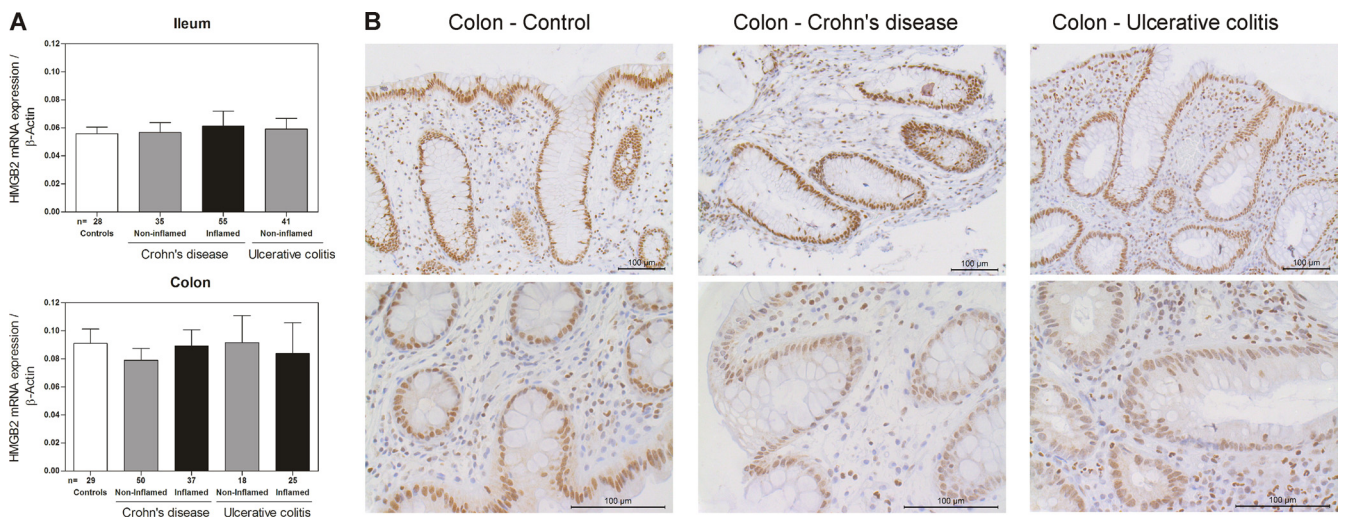 A
Ileum
HMGB2 mRNA expression /
β-Actin
0.12
0.10
0.08
0.06
0.04
0.02
0.00
n= 28 35 55 41
Controls Non-inflamed Inflamed Non-inflamed
Crohn's disease Ulcerative colitis
Colon
HMGB2 mRNA expression /
β-Actin
0.12
0.10
0.08
0.06
0.04
0.02
0.00
n= 29 50 37 18 25
Controls Non-Inflamed Inflamed Non-Inflamed Inflamed
Crohn's disease Ulcerative colitis
B
Colon - Control Colon - Crohn's disease Colon - Ulcerative colitis
100 µm 100 µm 100 µm
100 µm 100 µm 100 µm